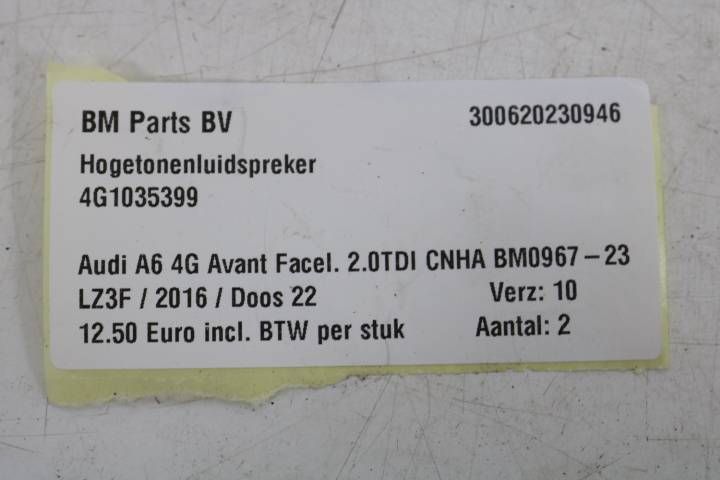 BM Parts BV 300620230946
Hogetonenluidspreker
4G1035399
Audi A6 4G Avant Facel. 2.0TDI CNHA BM0967-23
LZ3F / 2016 / Doos 22 Verz: 10
12.50 Euro incl. BTW per stuk Aantal: 2